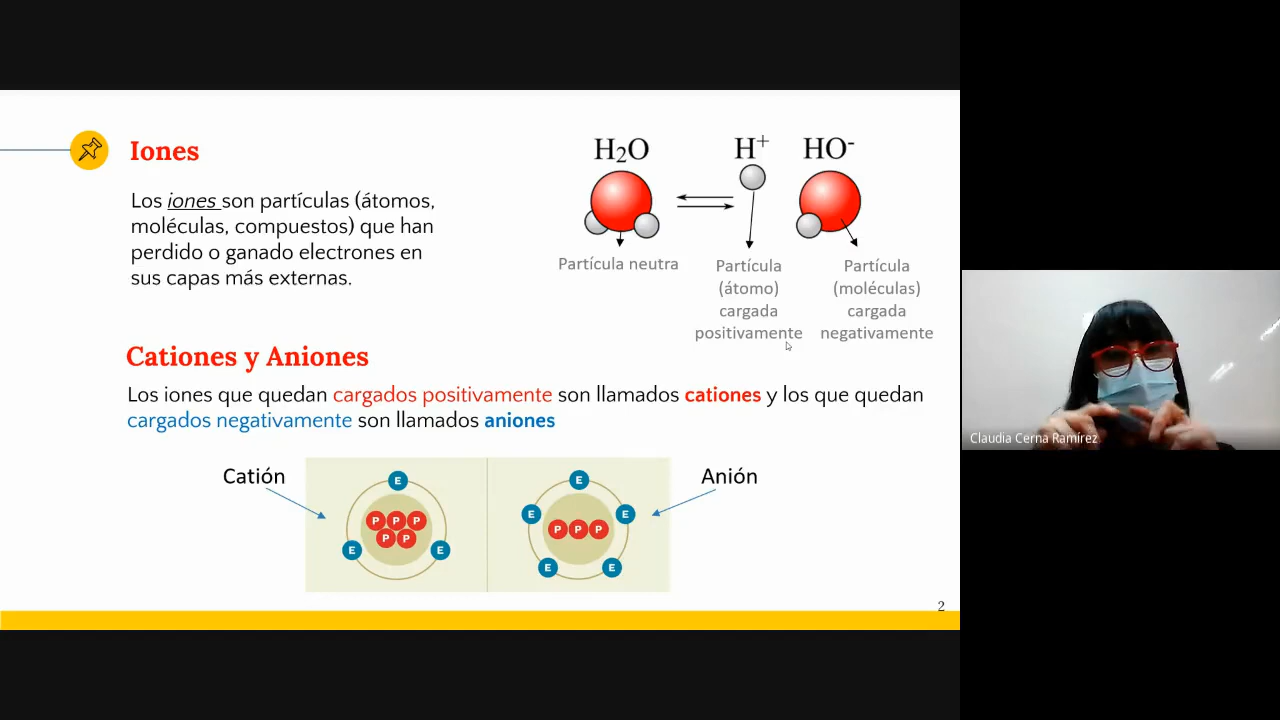 Iones
Los iones son partículas (átomos,
moléculas, compuestos) que han
perdido o ganado electrones en
sus capas más externas.
H2O
H+
HO-
Partícula neutra
Partícula
(átomo)
cargada
positivamente
Partícula
(moléculas)
cargada
negativamente
Cationes y Aniones
Los iones que quedan cargados positivamente son llamados cationes y los que quedan
cargados negativamente son llamados aniones
Catión
E
P P P
P P
E E
Anión
E
E E
P P P
E E
2
Claudia Cerna Ramírez